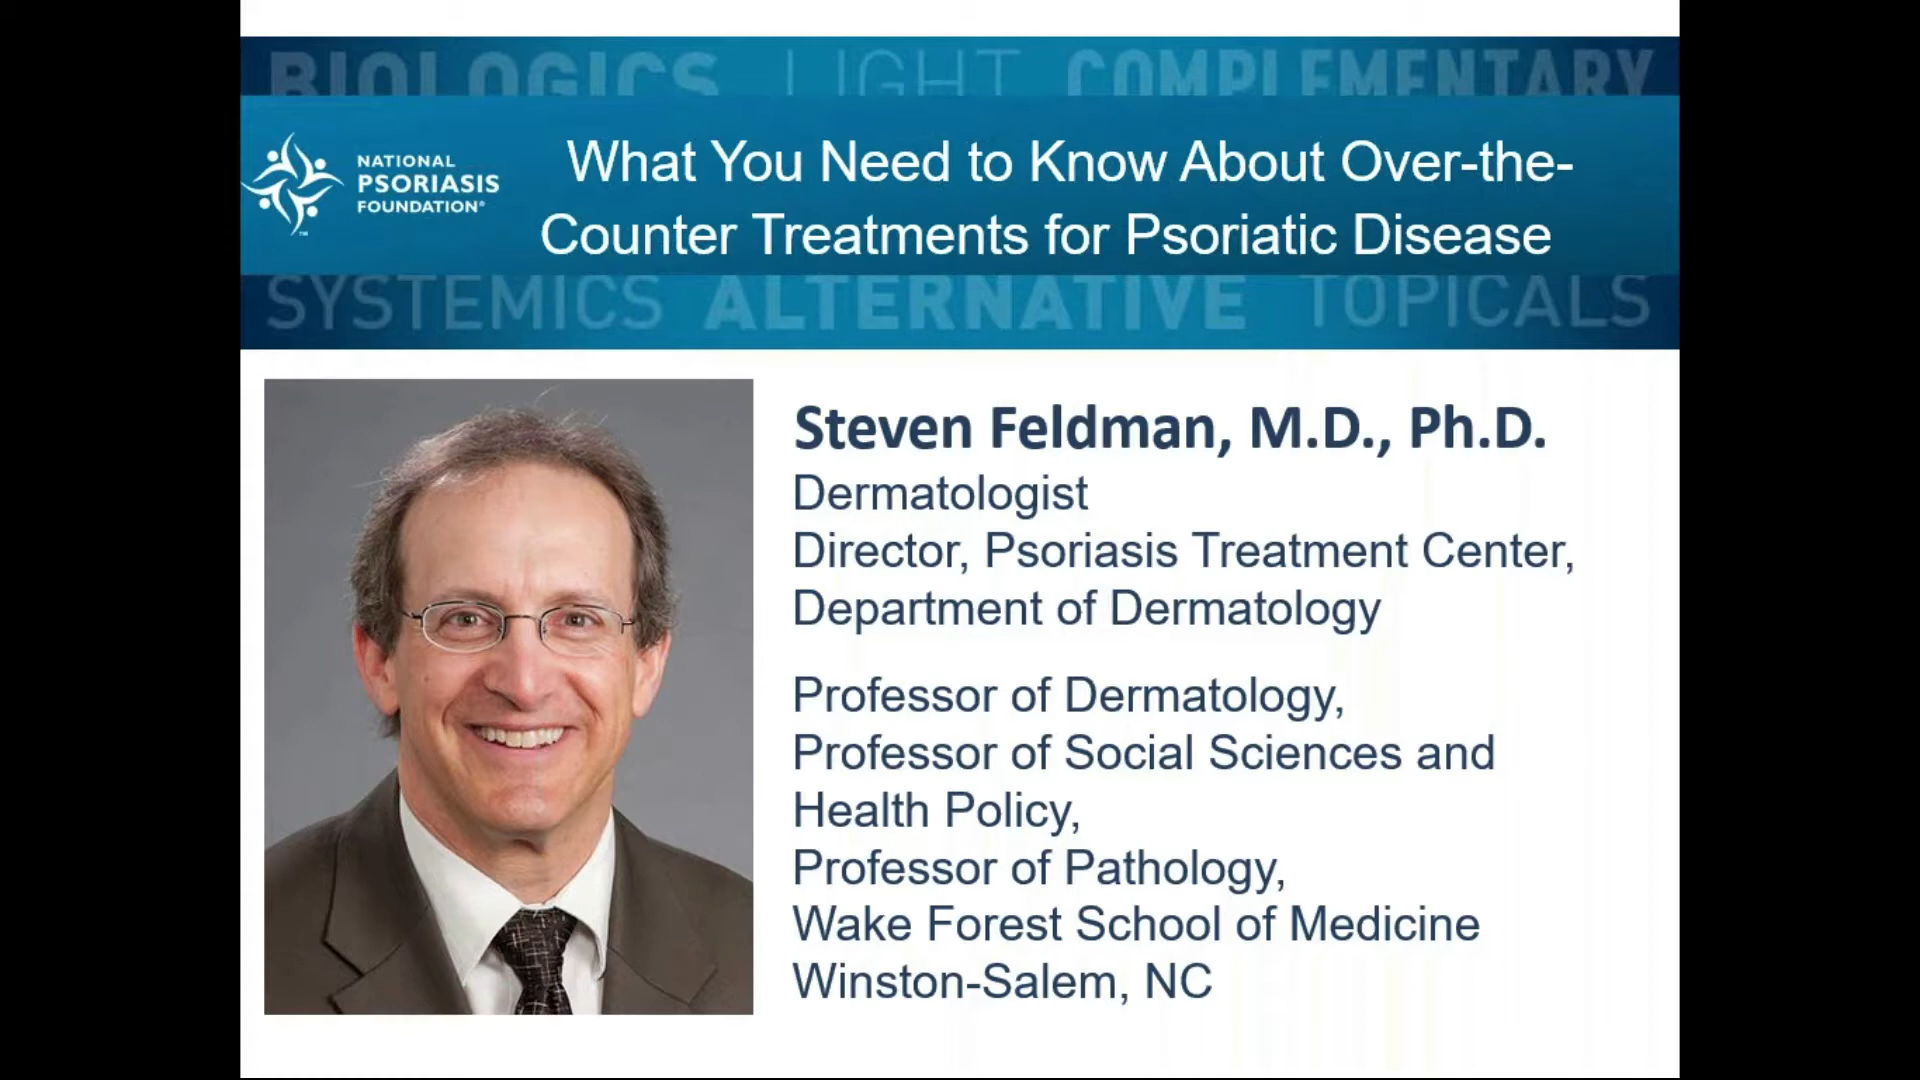 BIOLOGICS LIGHT COMPLEMENTARY
NATIONAL
PSORIASIS
FOUNDATION®
™
What You Need to Know About Over-the-
Counter Treatments for Psoriatic Disease
SYSTEMICS ALTERNATIVE TOPICALS
Steven Feldman, M.D., Ph.D.
Dermatologist
Director, Psoriasis Treatment Center,
Department of Dermatology
Professor of Dermatology,
Professor of Social Sciences and
Health Policy,
Professor of Pathology,
Wake Forest School of Medicine
Winston-Salem, NC